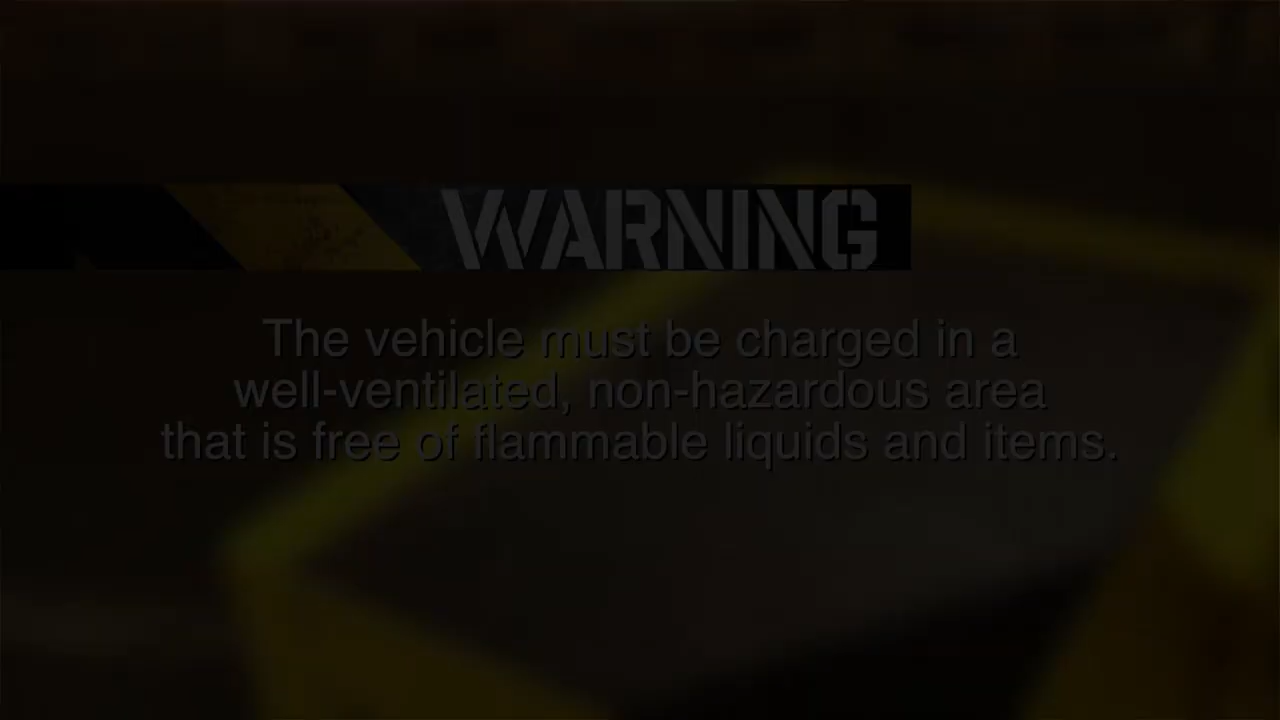 WARNING
The vehicle must be charged in a
well-ventilated, non-hazardous area
that is free of flammable liquids and items.